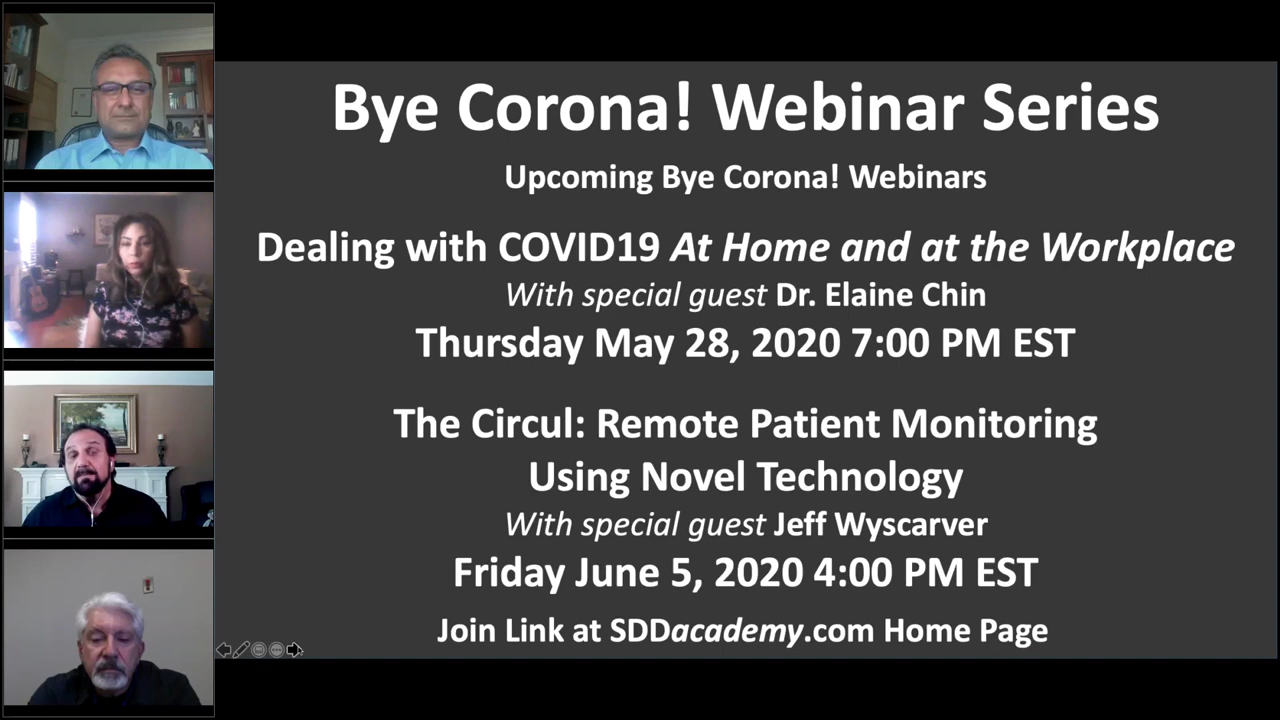 Bye Corona! Webinar Series
Upcoming Bye Corona! Webinars
Dealing with COVID19 At Home and at the Workplace
With special guest Dr. Elaine Chin
Thursday May 28, 2020 7:00 PM EST
The Circul: Remote Patient Monitoring
Using Novel Technology
With special guest Jeff Wyscarver
Friday June 5, 2020 4:00 PM EST
Join Link at SDDacademy.com Home Page